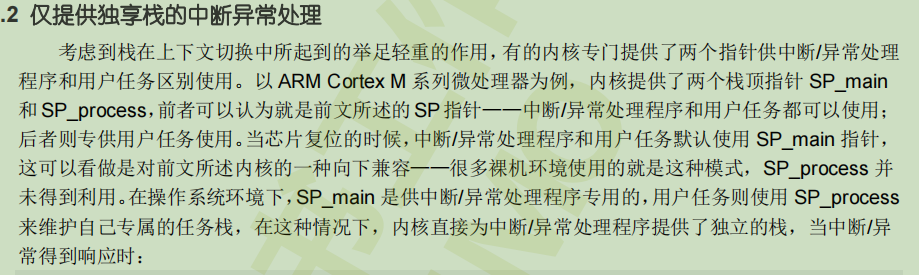 .2 仅提供独享栈的中断异常处理
考虑到栈在上下文切换中所起到的举足轻重的作用，有的内核专门提供了两个指针供中断/异常处理
程序和用户任务区别使用。以 ARM Cortex M 系列微处理器为例，内核提供了两个栈顶指针 SP_main
和 SP_process，前者可以认为就是前文所述的 SP 指针——中断/异常处理程序和用户任务都可以使用；
后者则专供用户任务使用。当芯片复位的时候，中断/异常处理程序和用户任务默认使用 SP_main 指针，
这可以看做是对前文所述内核的一种向下兼容——很多裸机环境使用的就是这种模式，SP_process 并
未得到利用。在操作系统环境下，SP_main 是供中断/异常处理程序专用的，用户任务则使用 SP_process
来维护自己专属的任务栈，在这种情况下，内核直接为中断/异常处理程序提供了独立的栈，当中断/异
常得到响应时：